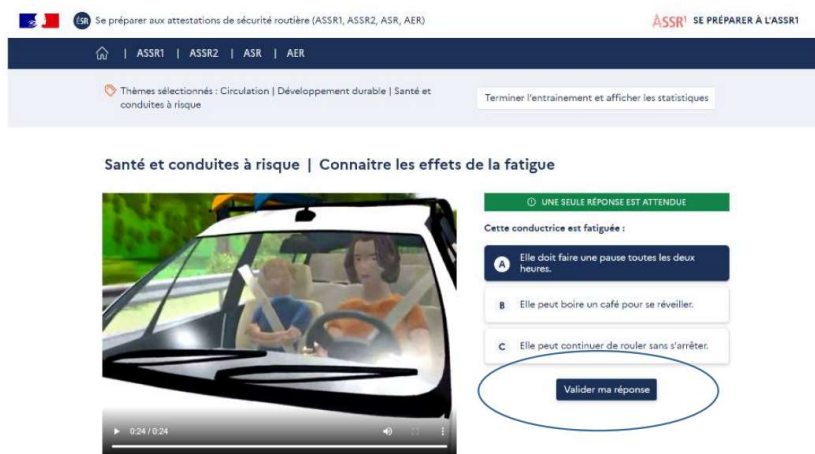 ÉSR Se préparer aux attestations de sécurité routière (ASSR1, ASSR2, ASR, AER)
ASSR¹ SE PRÉPARER À L'ASSR1
| ASSR1 | ASSR2 | ASR | AER
Thèmes sélectionnés : Circulation | Développement durable | Santé et
conduites à risque
Terminer l'entrainement et afficher les statistiques
Santé et conduites à risque | Connaitre les effets de la fatigue
UNE SEULE RÉPONSE EST ATTENDUE
Cette conductrice est fatiguée :
A Elle doit faire une pause toutes les deux
heures.
B Elle peut boire un café pour se réveiller.
C Elle peut continuer de rouler sans s'arrêter.
Valider ma réponse
0:24 / 0:24